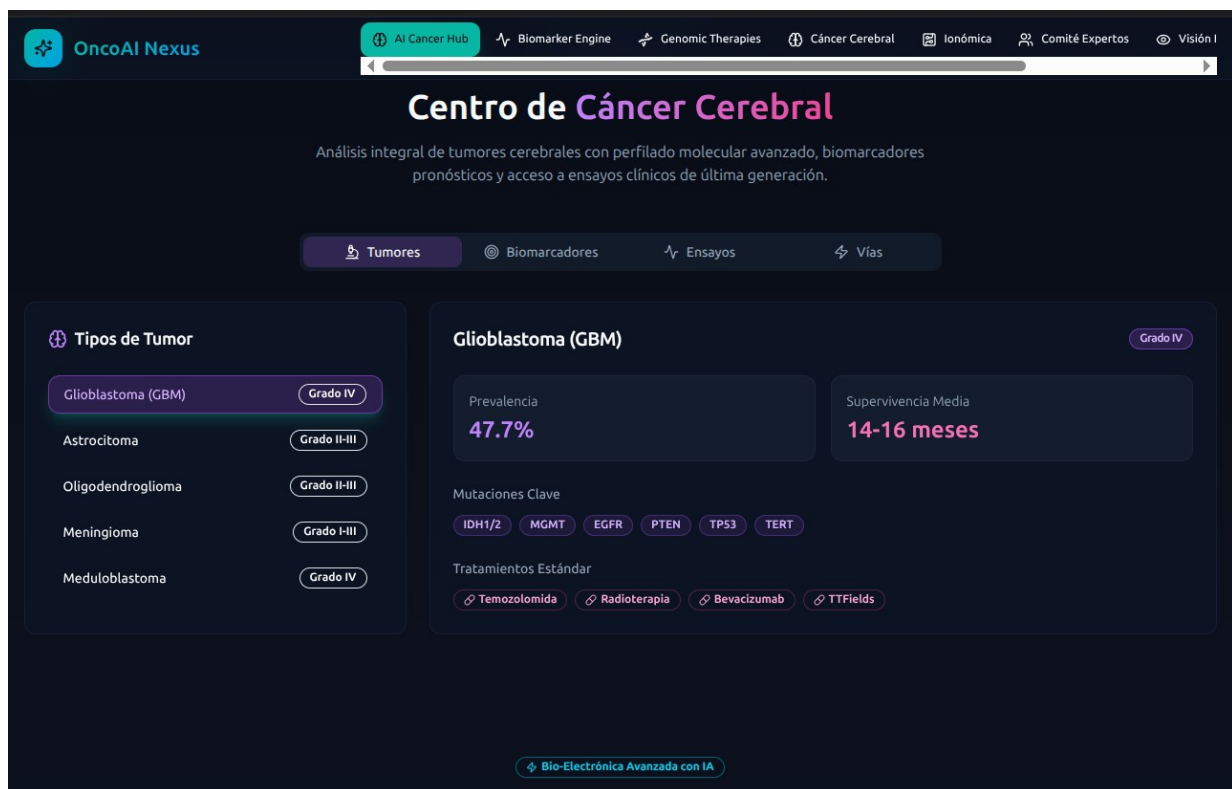 OncoAI Nexus
AI Cancer Hub
Biomarker Engine
Genomic Therapies
Cáncer Cerebral
Ionómica
Comité Expertos
Visión
Centro de Cáncer Cerebral
Análisis integral de tumores cerebrales con perfilado molecular avanzado, biomarcadores
pronósticos y acceso a ensayos clínicos de última generación.
Tumores
Biomarcadores
Ensayos
Vías
Tipos de Tumor
Glioblastoma (GBM) Grado IV
Astrocitoma Grado II-III
Oligodendroglioma Grado II-III
Meningioma Grado I-III
Meduloblastoma Grado IV
Glioblastoma (GBM) Grado IV
Prevalencia
47.7%
Supervivencia Media
14-16 meses
Mutaciones Clave
IDH1/2 MGMT EGFR PTEN TP53 TERT
Tratamientos Estándar
Temozolomida Radioterapia Bevacizumab TTFields
Bio-Electrónica Avanzada con IA